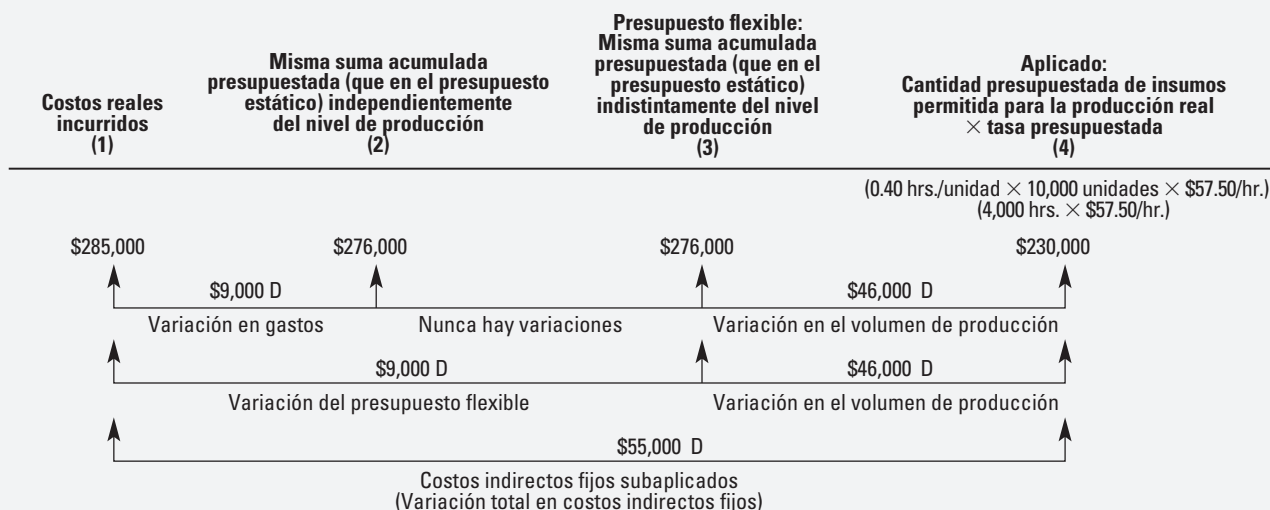 Costos reales
incurridos
(1)
Misma suma acumulada
presupuestada (que en el presupuesto
estático) independientemente
del nivel de producción
(2)
Presupuesto flexible:
Misma suma acumulada
presupuestada (que en el
presupuesto estático)
indistintamente del nivel
de producción
(3)
Aplicado:
Cantidad presupuestada de insumos
permitida para la producción real
× tasa presupuestada
(4)
(0.40 hrs./unidad × 10,000 unidades × $57.50/hr.)
(4,000 hrs. × $57.50/hr.)
$285,000 $276,000 $276,000 $230,000
$9,000 D $46,000 D
Variación en gastos Nunca hay variaciones Variación en el volumen de producción
$9,000 D $46,000 D
Variación del presupuesto flexible Variación en el volumen de producción
$55,000 D
Costos indirectos fijos subaplicados
(Variación total en costos indirectos fijos)